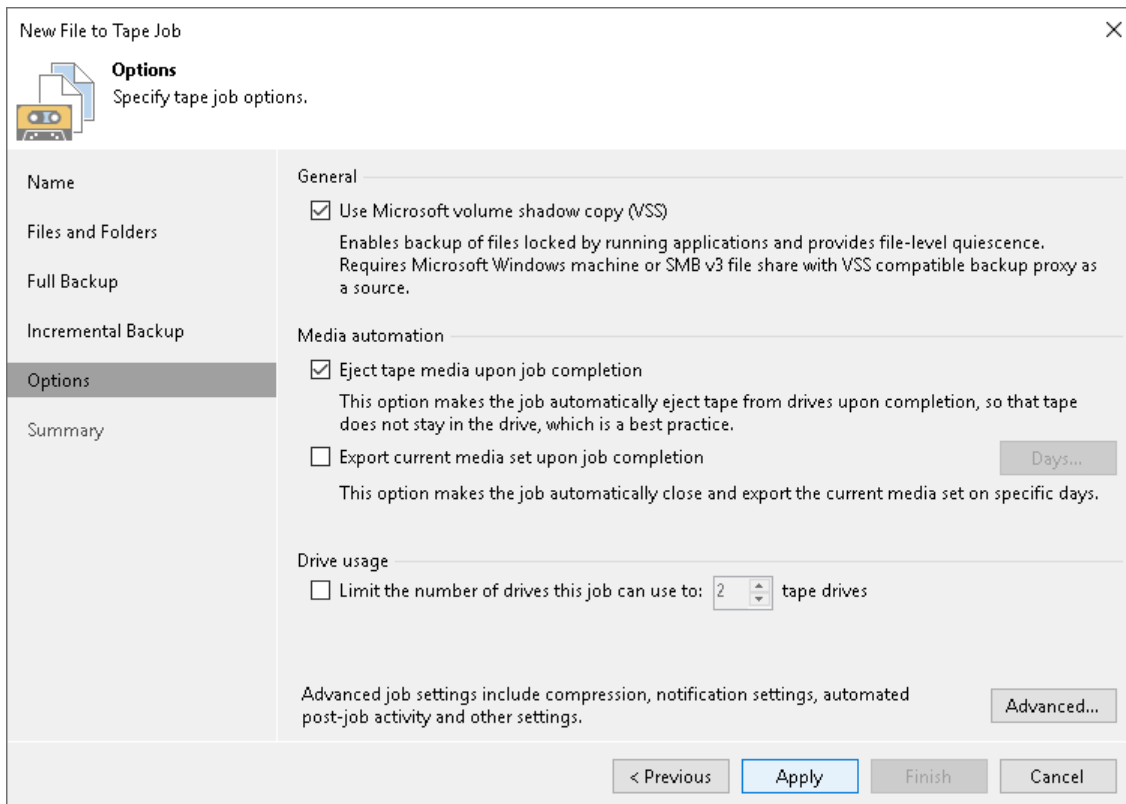 New File to Tape Job
Options
Specify tape job options.
Name
Files and Folders
Full Backup
Incremental Backup
Options
Summary
General
Use Microsoft volume shadow copy (VSS)
Enables backup of files locked by running applications and provides file-level quiescence.
Requires Microsoft Windows machine or SMB v3 file share with VSS compatible backup proxy as
a source.
Media automation
Eject tape media upon job completion
This option makes the job automatically eject tape from drives upon completion, so that tape
does not stay in the drive, which is a best practice.
Export current media set upon job completion
Days...
This option makes the job automatically close and export the current media set on specific days.
Drive usage
Limit the number of drives this job can use to: 2 tape drives
Advanced job settings include compression, notification settings, automated
post-job activity and other settings.
Advanced...
< Previous
Apply
Finish
Cancel